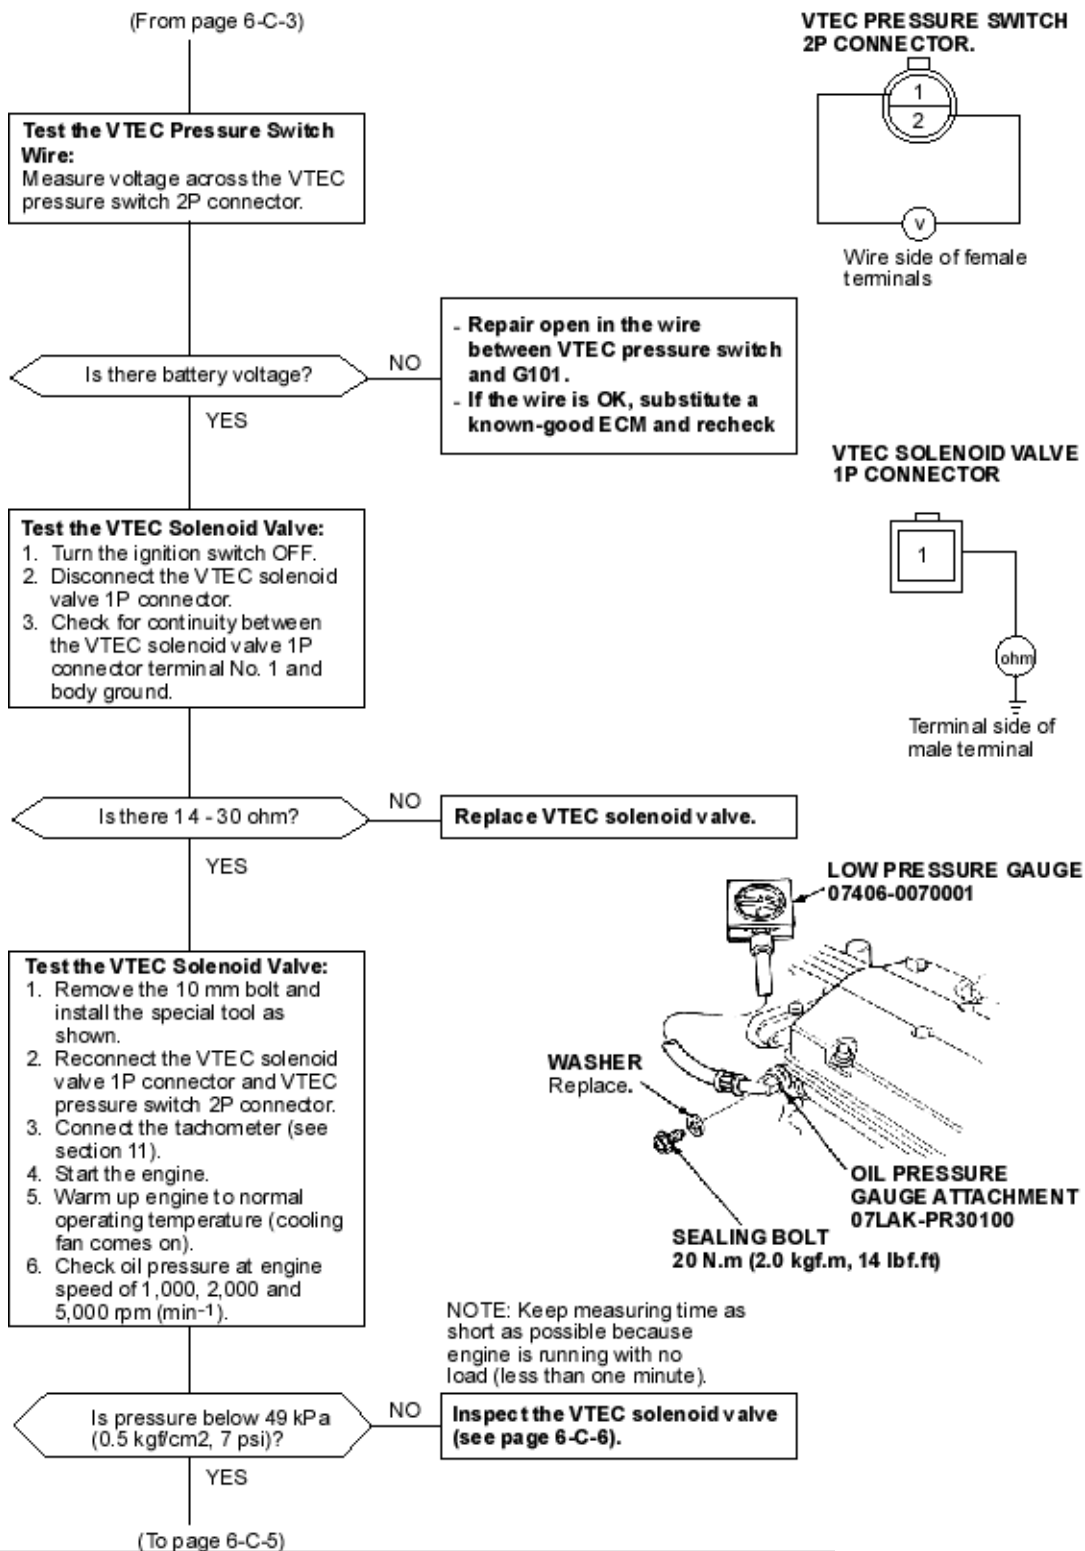 (From page 6-C-3)
VTEC PRESSURE SWITCH
2P CONNECTOR.
1
2
V
Wire side of female
terminals
Test the VTEC Pressure Switch
Wire:
Measure voltage across the VTEC
pressure switch 2P connector.
Is there battery voltage?
NO
- Repair open in the wire
between VTEC pressure switch
and G101.
- If the wire is OK, substitute a
known-good ECM and recheck
YES
VTEC SOLENOID VALVE
1P CONNECTOR
1
ohm
Terminal side of
male terminal
Test the VTEC Solenoid Valve:
1. Turn the ignition switch OFF.
2. Disconnect the VTEC solenoid
valve 1P connector.
3. Check for continuity between
the VTEC solenoid valve 1P
connector terminal No. 1 and
body ground.
Is there 14 - 30 ohm?
NO
Replace VTEC solenoid valve.
YES
LOW PRESSURE GAUGE
07406-0070001
WASHER
Replace.
OIL PRESSURE
GAUGE ATTACHMENT
07LAK-PR30100
SEALING BOLT
20 N.m (2.0 kgf.m, 14 lbf.ft)
Test the VTEC Solenoid Valve:
1. Remove the 10 mm bolt and
install the special tool as
shown.
2. Reconnect the VTEC solenoid
valve 1P connector and VTEC
pressure switch 2P connector.
3. Connect the tachometer (see
section 11).
4. Start the engine.
5. Warm up engine to normal
operating temperature (cooling
fan comes on).
6. Check oil pressure at engine
speed of 1,000, 2,000 and
5,000 rpm (min-1).
NOTE: Keep measuring time as
short as possible because
engine is running with no
load (less than one minute).
Is pressure below 49 kPa
(0.5 kgf/cm2, 7 psi)?
NO
Inspect the VTEC solenoid valve
(see page 6-C-6).
YES
(To page 6-C-5)